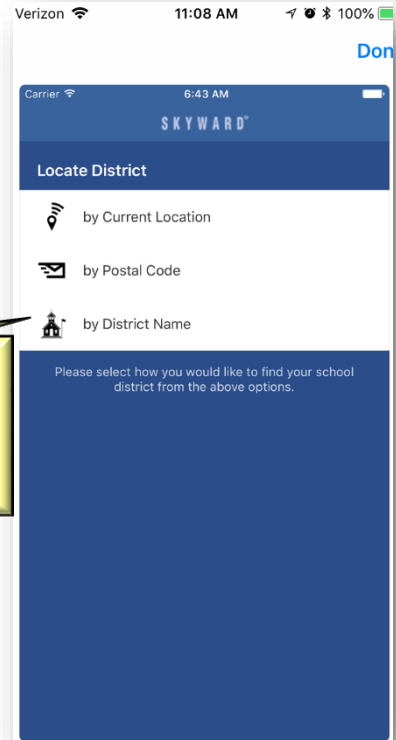 Verizon 11:08 AM 100%
Don
Carrier 6:43 AM
SKYWARD®
Locate District
by Current Location
by Postal Code
by District Name
Please select how you would like to find your school
district from the above options.